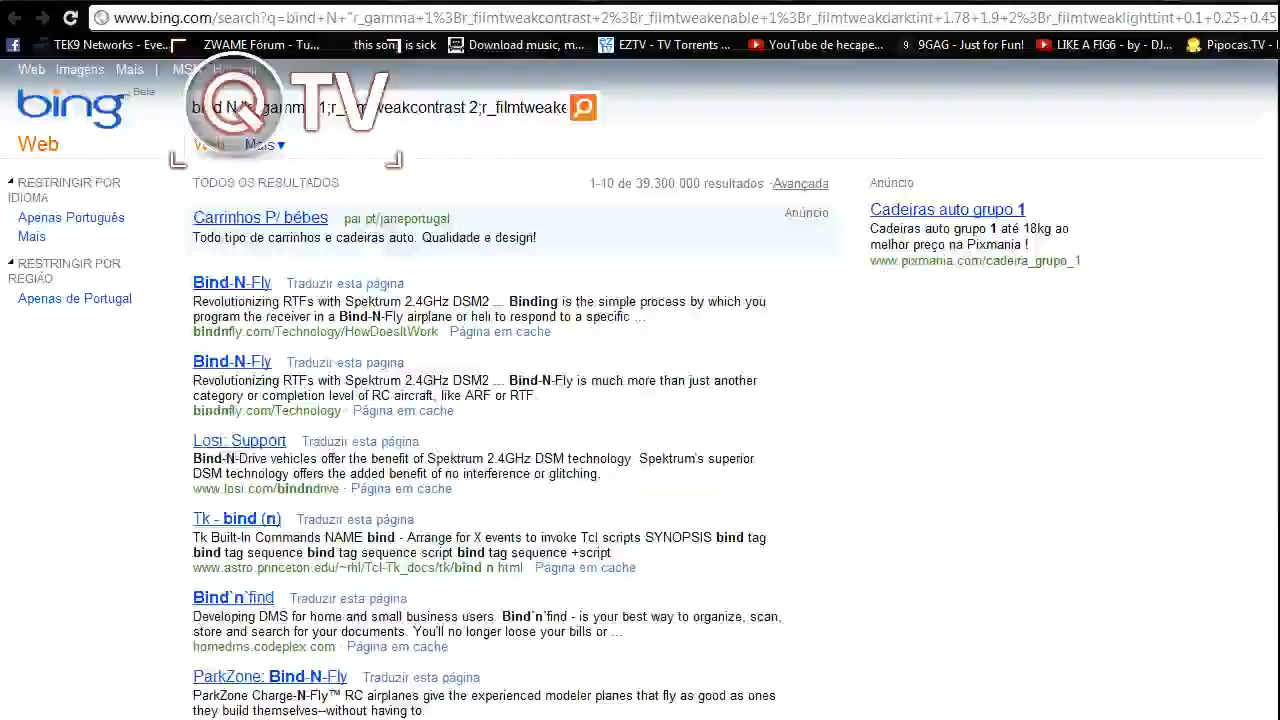 www.bing.com/search?q=bind+N+"r_gamma+1%3Br_filmtweakcontrast+2%3Br_filmtweakenable+1%3Br_filmtweakdarktint+1.78+1.9+2%3Br_filmtweaklighttint+0.1+0.25+0.45
TEK9 Networks - Eve... ZWAME Fórum - Tu... this song is sick Download music, m... EZTV - TV Torrents ... YouTube de hecape... 9GAG - Just for Fun! LIKE A FIG6 - by - DJ... Pipocas.TV -
Web Imagens Mais | MSN
bing Beta
bind N "r_gamma 1;r_filmtweakcontrast 2;r_filmtweake
Q TV
Web
Web Mais ▾
RESTRINGIR POR
IDIOMA
Apenas Português
Mais
RESTRINGIR POR
REGIÃO
Apenas de Portugal
TODOS OS RESULTADOS
1-10 de 39.300 000 resultados · Avançada
Carrinhos P/ bébes pai pt/janeportugal
Anúncio
Todo tipo de carrinhos e cadeiras auto. Qualidade e design!
Bind-N-Fly Traduzir esta página
Revolutionizing RTFs with Spektrum 2.4GHz DSM2 ... Binding is the simple process by which you
program the receiver in a Bind-N-Fly airplane or heli to respond to a specific ...
bindnfly.com/Technology/HowDoesItWork · Página em cache
Bind-N-Fly Traduzir esta página
Revolutionizing RTFs with Spektrum 2.4GHz DSM2 ... Bind-N-Fly is much more than just another
category or completion level of RC aircraft, like ARF or RTF.
bindnfly.com/Technology · Página em cache
Losi: Support Traduzir esta página
Bind-N-Drive vehicles offer the benefit of Spektrum 2.4GHz DSM technology Spektrum's superior
DSM technology offers the added benefit of no interference or glitching.
www.losi.com/bindndrive · Página em cache
Tk - bind (n) Traduzir esta página
Tk Built-In Commands NAME bind - Arrange for X events to invoke Tcl scripts SYNOPSIS bind tag
bind tag sequence bind tag sequence script bind tag sequence +script
www.astro.princeton.edu/~rhl/Tcl-Tk_docs/tk/bind n html · Página em cache
Bind`n`find Traduzir esta página
Developing DMS for home and small business users. Bind`n`find - is your best way to organize, scan,
store and search for your documents. You'll no longer loose your bills or ...
homedms.codeplex.com · Página em cache
ParkZone: Bind-N-Fly Traduzir esta página
ParkZone Charge-N-Fly™ RC airplanes give the experienced modeler planes that fly as good as ones
they build themselves--without having to.
Anúncio
Cadeiras auto grupo 1
Cadeiras auto grupo 1 até 18kg ao
melhor preço na Pixmania !
www.pixmania.com/cadeira_grupo_1